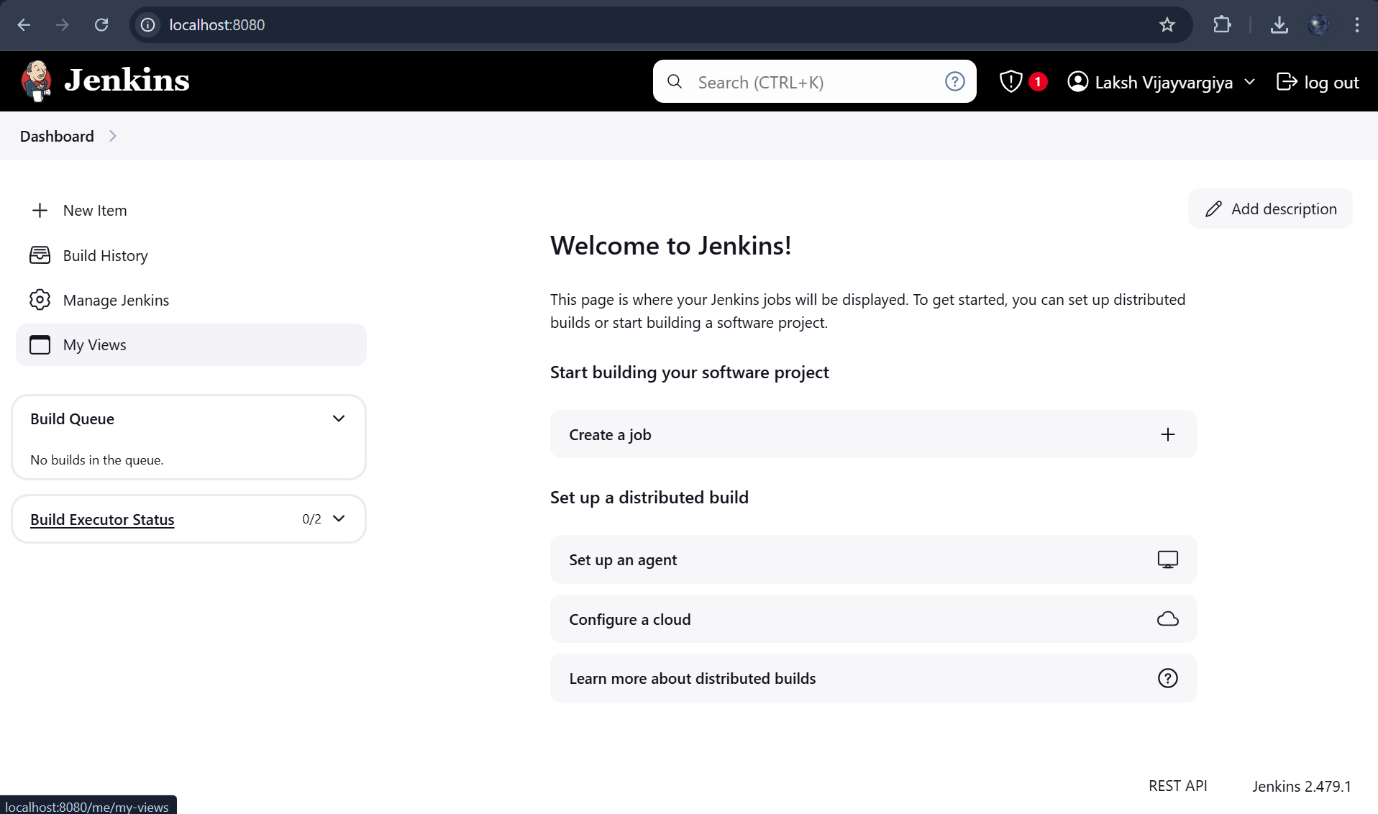 localhost:8080
Jenkins
Search (CTRL+K)
?
1
Laksh Vijayvargiya
log out
Dashboard
New Item
Build History
Manage Jenkins
My Views
Build Queue
No builds in the queue.
Build Executor Status
0/2
Add description
Welcome to Jenkins!
This page is where your Jenkins jobs will be displayed. To get started, you can set up distributed
builds or start building a software project.
Start building your software project
Create a job
Set up a distributed build
Set up an agent
Configure a cloud
Learn more about distributed builds
?
REST API
Jenkins 2.479.1
localhost:8080/me/my-views